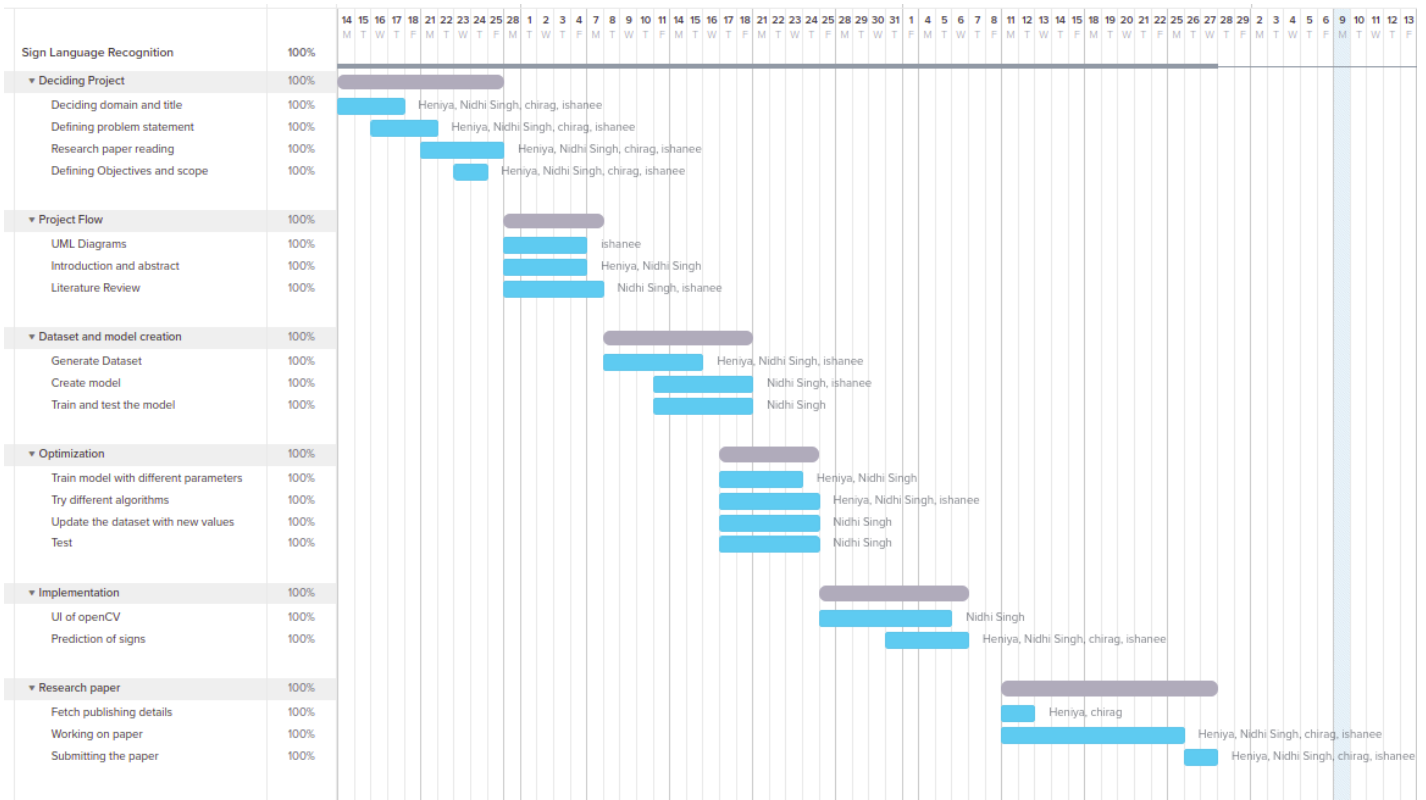 14 15 16 17 18 21 22 23 24 25 28 1 2 3 4 7 8 9 10 11 14 15 16 17 18 21 22 23 24 25 28 29 30 31 1 4 5 6 7 8 11 12 13 14 15 18 19 20 21 22 25 26 27 28 29 2 3 4 5 6 9 10 11 12 13
M T W T F M T W T F M T W T F M T W T F M T W T F M T W T F M T W T F M T W T F M T W T F M T W T F M T W T F M T W T F M T W T F
Sign Language Recognition 100%
Deciding Project 100%
Deciding domain and title 100% Heniya, Nidhi Singh, chirag, ishanee
Defining problem statement 100% Heniya, Nidhi Singh, chirag, ishanee
Research paper reading 100% Heniya, Nidhi Singh, chirag, ishanee
Defining Objectives and scope 100% Heniya, Nidhi Singh, chirag, ishanee
Project Flow 100%
UML Diagrams 100% ishanee
Introduction and abstract 100% Heniya, Nidhi Singh
Literature Review 100% Nidhi Singh, ishanee
Dataset and model creation 100%
Generate Dataset 100% Heniya, Nidhi Singh, ishanee
Create model 100% Nidhi Singh, ishanee
Train and test the model 100% Nidhi Singh
Optimization 100%
Train model with different parameters 100% Heniya, Nidhi Singh
Try different algorithms 100% Heniya, Nidhi Singh, ishanee
Update the dataset with new values 100% Nidhi Singh
Test 100% Nidhi Singh
Implementation 100%
UI of openCV 100% Nidhi Singh
Prediction of signs 100% Heniya, Nidhi Singh, chirag, ishanee
Research paper 100%
Fetch publishing details 100% Heniya, chirag
Working on paper 100% Heniya, Nidhi Singh, chirag, ishanee
Submitting the paper 100% Heniya, Nidhi Singh, chirag, ishanee